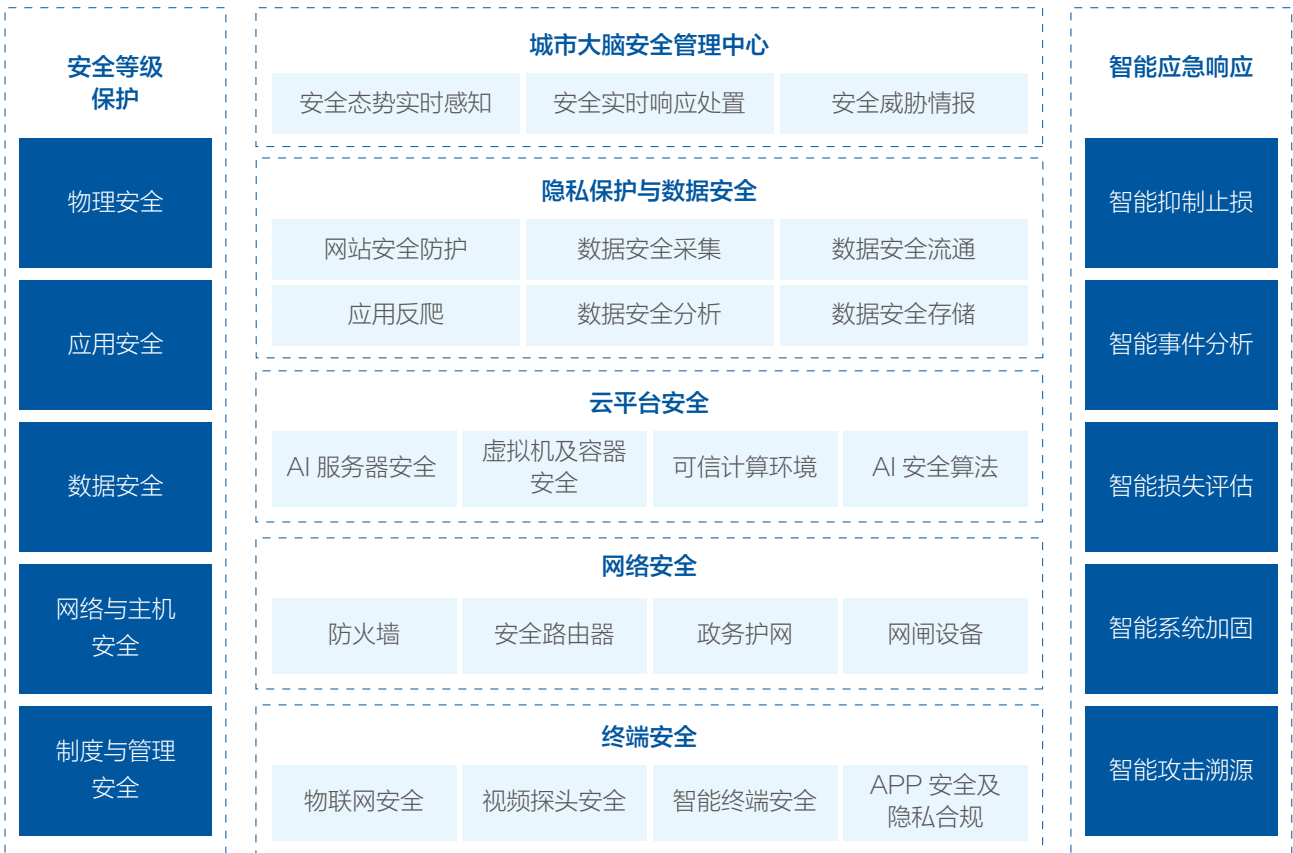 安全等级
保护
物理安全
应用安全
数据安全
网络与主机
安全
制度与管理
安全
城市大脑安全管理中心
安全态势实时感知
安全实时响应处置
安全威胁情报
隐私保护与数据安全
网站安全防护
数据安全采集
数据安全流通
应用反爬
数据安全分析
数据安全存储
云平台安全
AI 服务器安全
虚拟机及容器
安全
可信计算环境
AI 安全算法
网络安全
防火墙
安全路由器
政务护网
网闸设备
终端安全
物联网安全
视频探头安全
智能终端安全
APP 安全及
隐私合规
智能应急响应
智能抑制止损
智能事件分析
智能损失评估
智能系统加固
智能攻击溯源